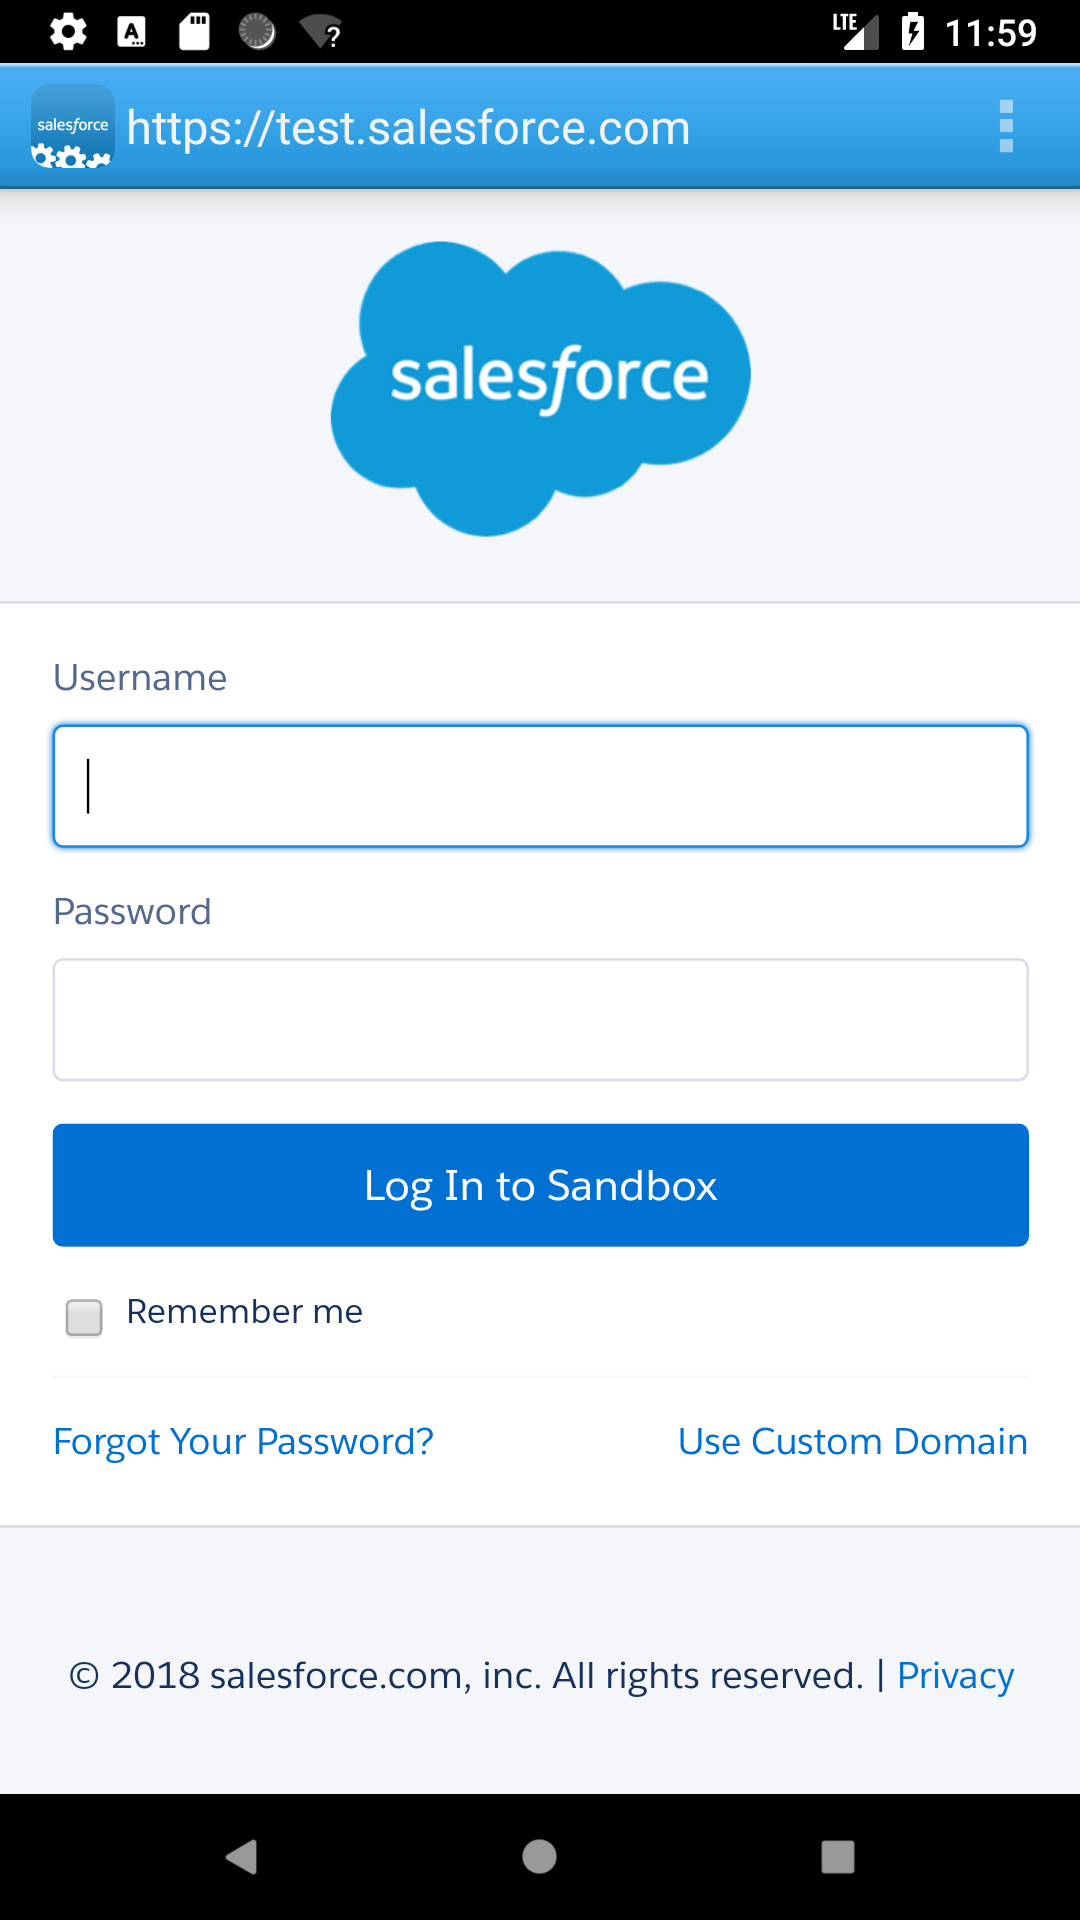 LTE 11:59
salesforce https://test.salesforce.com
salesforce
Username
Password
Log In to Sandbox
Remember me
Forgot Your Password? Use Custom Domain
© 2018 salesforce.com, inc. All rights reserved. | Privacy